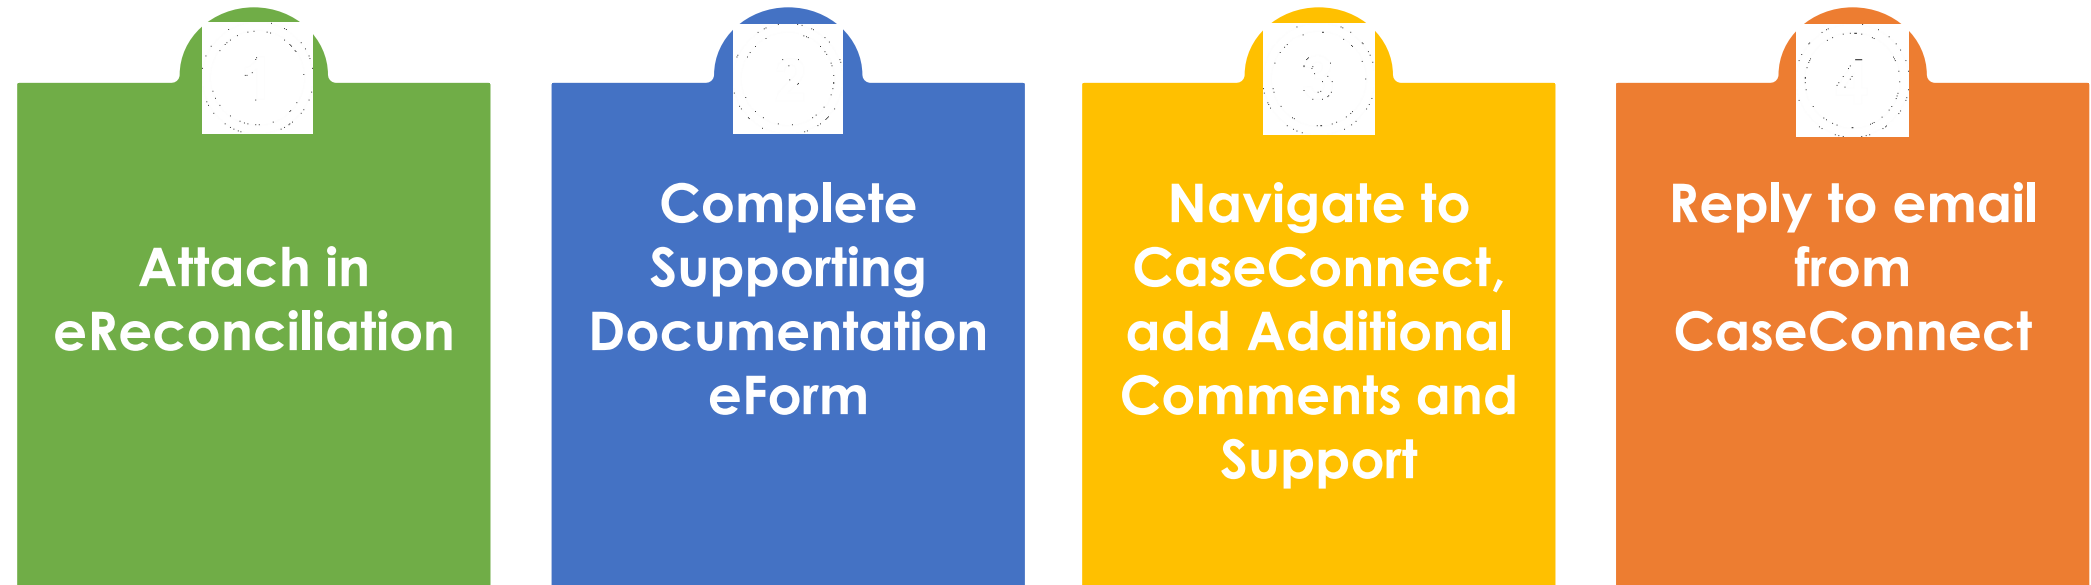 Attach in
eReconciliation
Complete
Supporting
Documentation
eForm
Navigate to
CaseConnect,
add Additional
Comments and
Support
Reply to email
from
CaseConnect